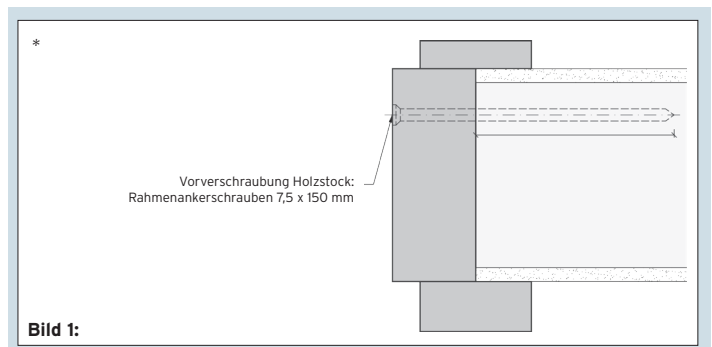 *
Vorverschraubung Holzstock:
Rahmenankerschrauben 7,5 x 150 mm
Bild 1: